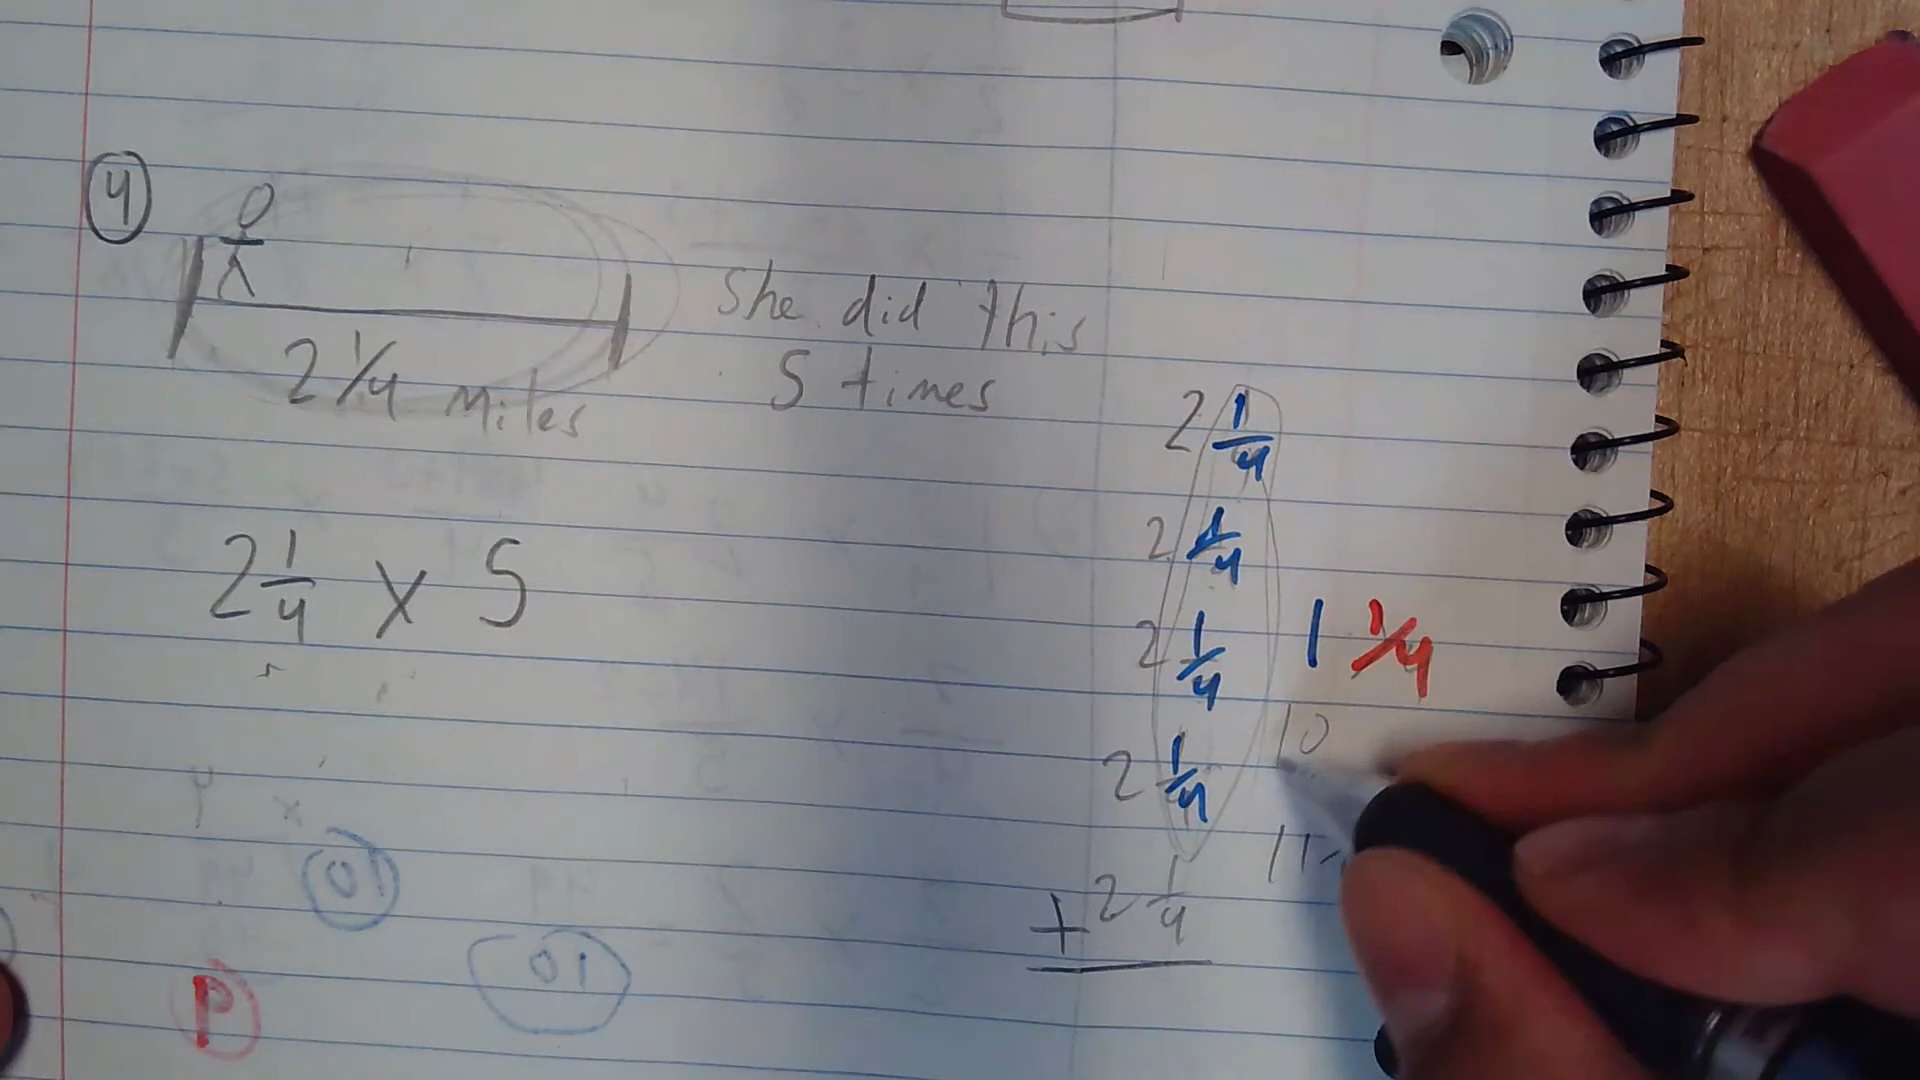 4
2 1/4 miles
She did this
5 times
2 1/4 x 5
2 1/4
2 1/4
2 1/4
1 1/4
10
2 1/4
11
+ 2 1/4
P